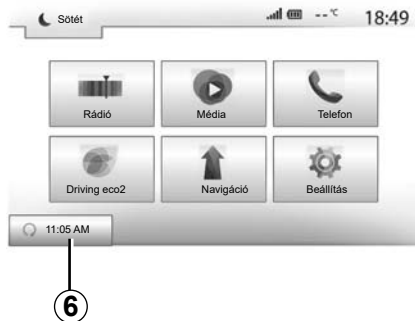 Sötét
--°C 18:49
Rádió Média Telefon
Driving eco2 Navigáció Beállítás
11:05 AM
6